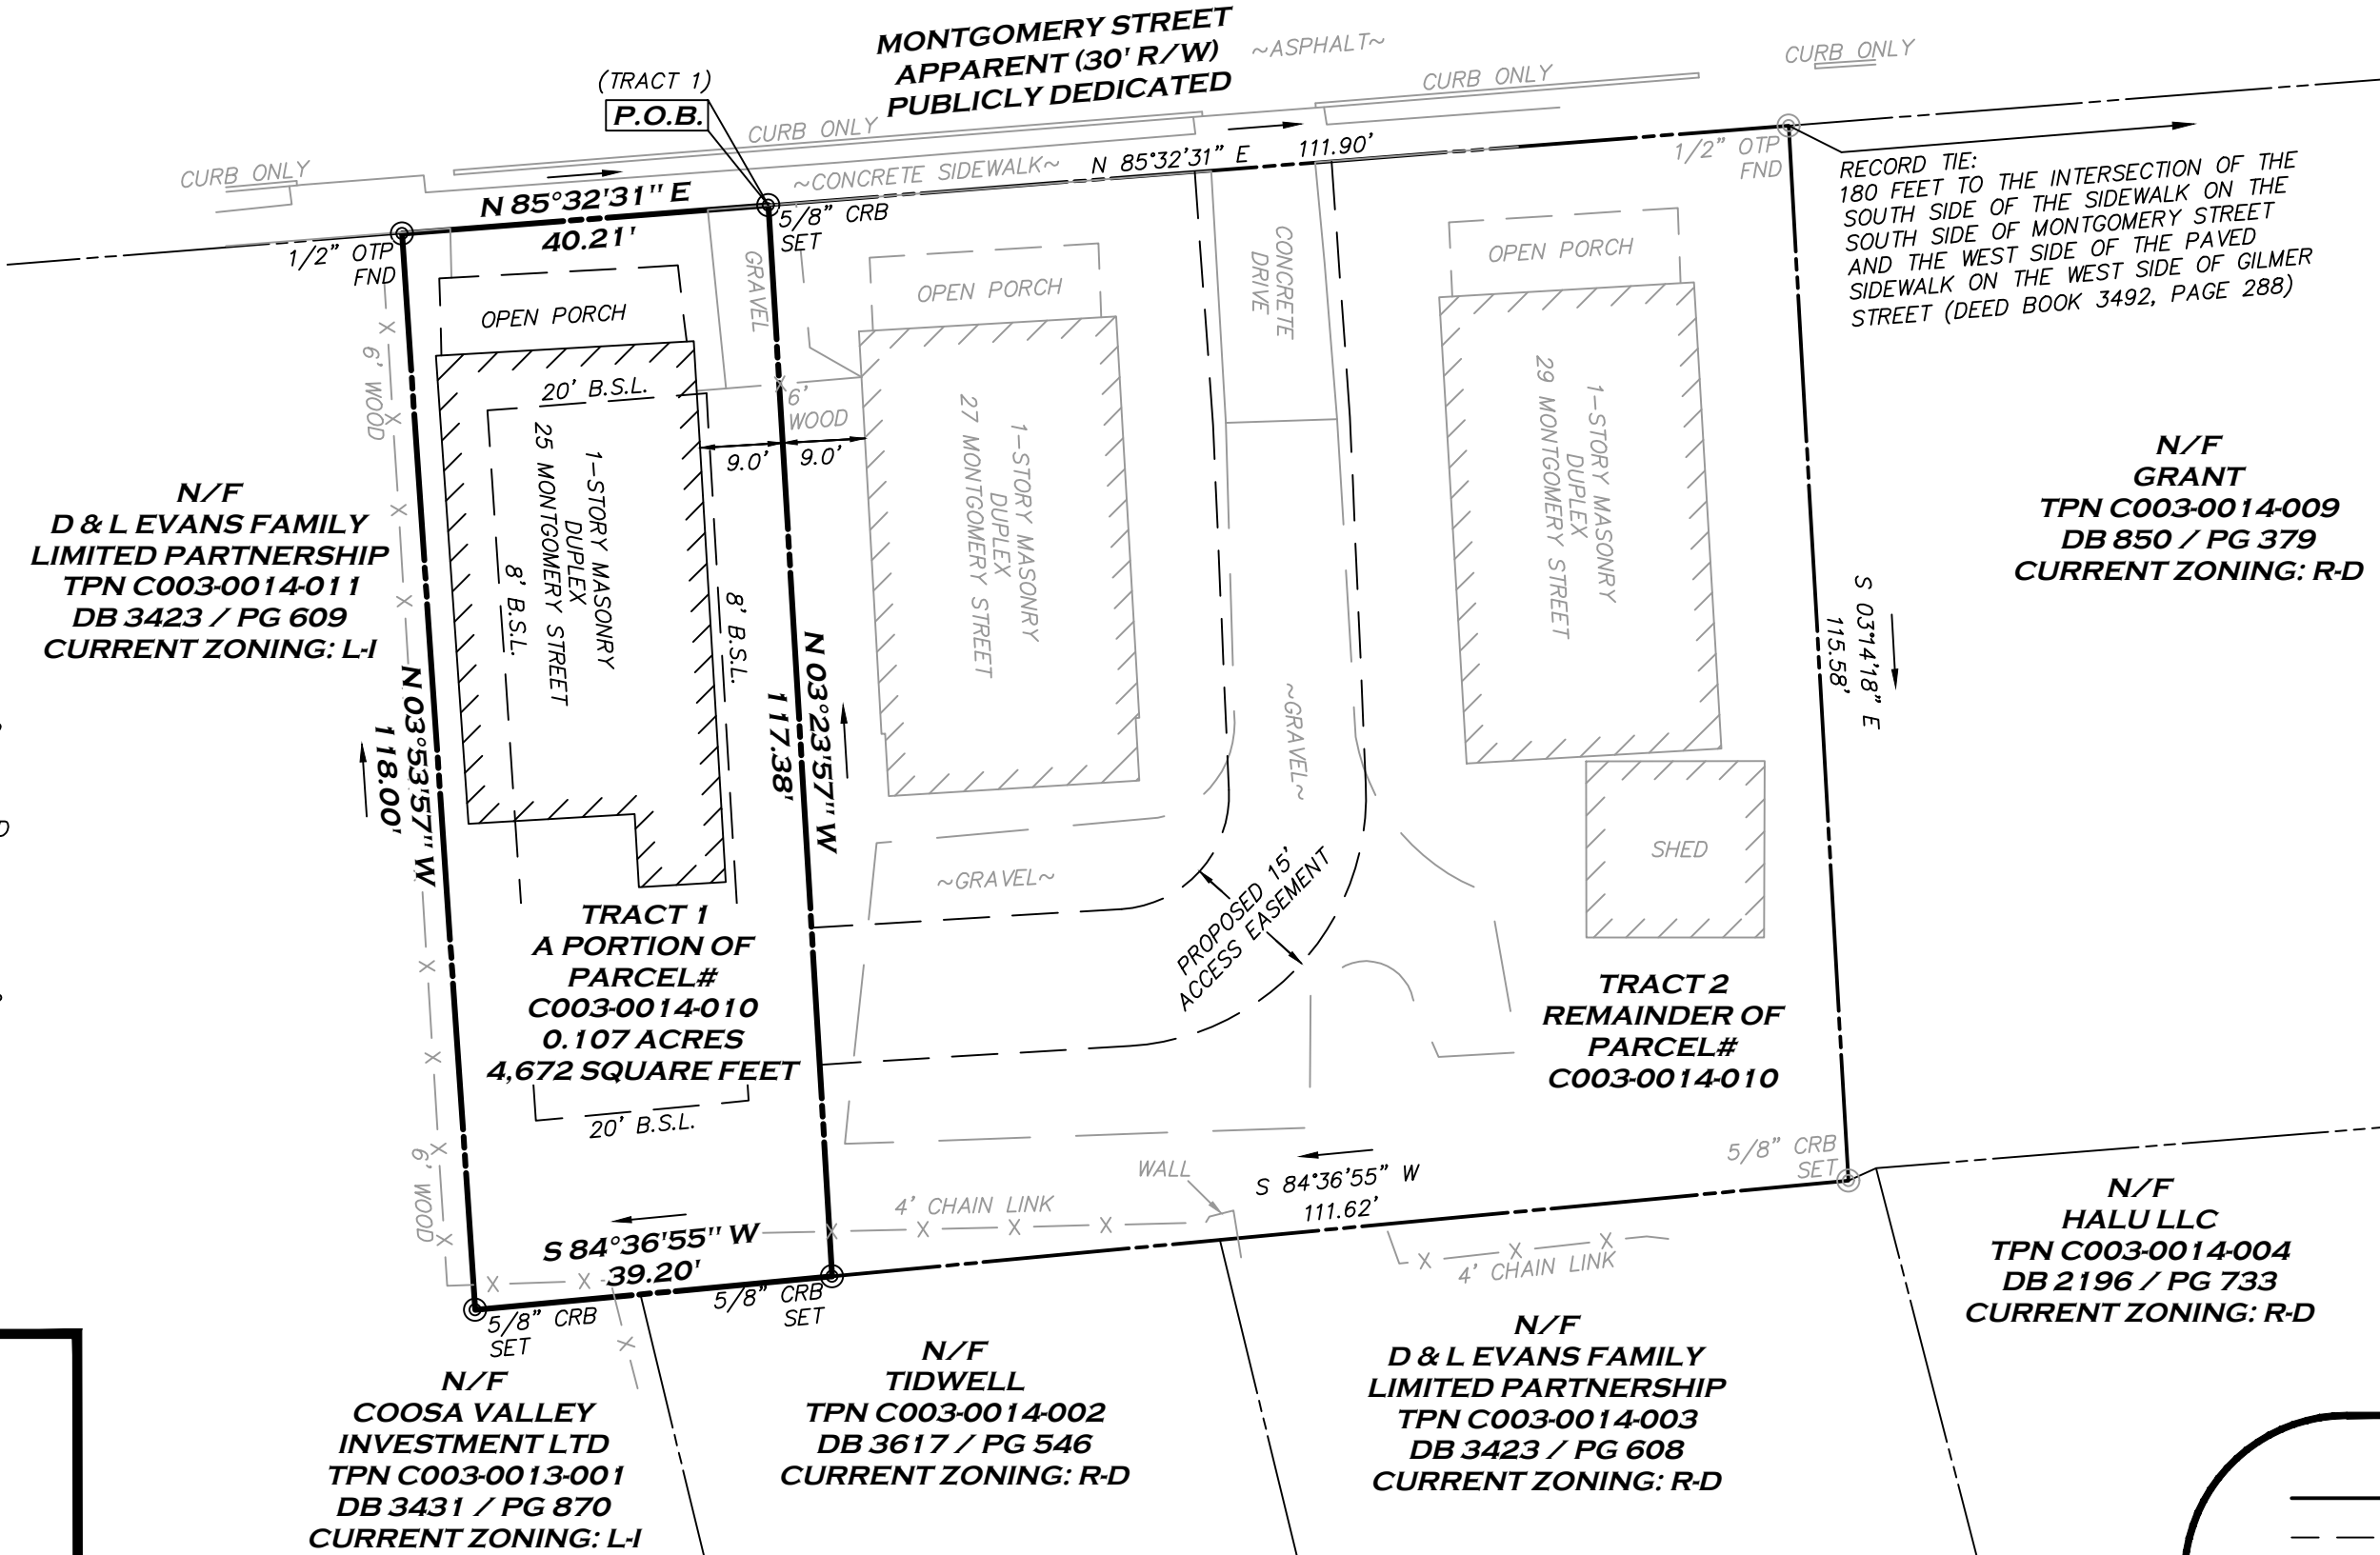 MONTGOMERY STREET
APPARENT (30' R/W)
PUBLICLY DEDICATED
~ASPHALT~
CURB ONLY
CURB ONLY
CURB ONLY
CURB ONLY
(TRACT 1)
P.O.B.
~CONCRETE SIDEWALK~
N 85°32'31" E
111.90'
1/2" OTP
FND
RECORD TIE:
180 FEET TO THE INTERSECTION OF THE
SOUTH SIDE OF THE SIDEWALK ON THE
SOUTH SIDE OF MONTGOMERY STREET
AND THE WEST SIDE OF THE PAVED
SIDEWALK ON THE WEST SIDE OF GILMER
STREET (DEED BOOK 3492, PAGE 288)
N 85°32'31" E
40.21'
1/2" OTP
FND
5/8" CRB
SET
GRAVEL
OPEN PORCH
OPEN PORCH
OPEN PORCH
CONCRETE
DRIVE
6' WOOD
20' B.S.L.
6'
WOOD
9.0'
9.0'
1-STORY MASONRY
DUPLEX
25 MONTGOMERY STREET
8' B.S.L.
8' B.S.L.
1-STORY MASONRY
DUPLEX
27 MONTGOMERY STREET
1-STORY MASONRY
DUPLEX
29 MONTGOMERY STREET
N/F
D & L EVANS FAMILY
LIMITED PARTNERSHIP
TPN C003-0014-011
DB 3423 / PG 609
CURRENT ZONING: L-I
N/F
GRANT
TPN C003-0014-009
DB 850 / PG 379
CURRENT ZONING: R-D
N 03°53'57" W
118.00'
N 03°23'57" W
117.38'
S 03°14'18" E
115.58'
~GRAVEL~
~GRAVEL~
SHED
PROPOSED 15'
ACCESS EASEMENT
TRACT 1
A PORTION OF
PARCEL#
C003-0014-010
0.107 ACRES
4,672 SQUARE FEET
20' B.S.L.
TRACT 2
REMAINDER OF
PARCEL#
C003-0014-010
6' WOOD
WALL
4' CHAIN LINK
S 84°36'55" W
111.62'
5/8" CRB
SET
S 84°36'55" W
39.20'
4' CHAIN LINK
5/8" CRB
SET
5/8" CRB
SET
N/F
HALU LLC
TPN C003-0014-004
DB 2196 / PG 733
CURRENT ZONING: R-D
N/F
D & L EVANS FAMILY
LIMITED PARTNERSHIP
TPN C003-0014-003
DB 3423 / PG 608
CURRENT ZONING: R-D
N/F
TIDWELL
TPN C003-0014-002
DB 3617 / PG 546
CURRENT ZONING: R-D
N/F
COOSA VALLEY
INVESTMENT LTD
TPN C003-0013-001
DB 3431 / PG 870
CURRENT ZONING: L-I